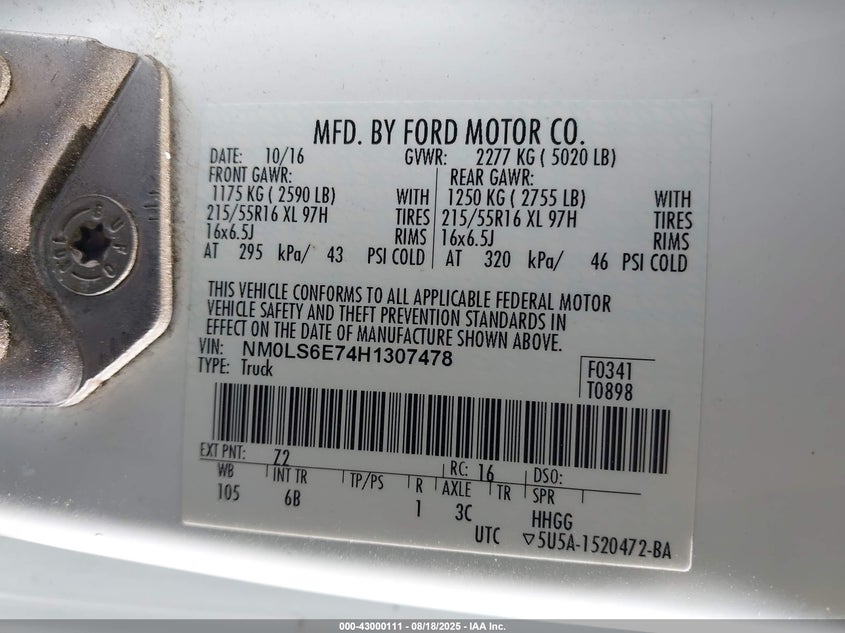 MFD. BY FORD MOTOR CO.
DATE: 10/16 GVWR: 2277 KG ( 5020 LB)
FRONT GAWR: REAR GAWR:
1175 KG ( 2590 LB) WITH 1250 KG ( 2755 LB) WITH
215/55R16 XL 97H TIRES 215/55R16 XL 97H TIRES
16x6.5J RIMS 16x6.5J RIMS
AT 295 kPa/ 43 PSI COLD AT 320 kPa/ 46 PSI COLD
THIS VEHICLE CONFORMS TO ALL APPLICABLE FEDERAL MOTOR
VEHICLE SAFETY AND THEFT PREVENTION STANDARDS IN
EFFECT ON THE DATE OF MANUFACTURE SHOWN ABOVE.
VIN: NM0LS6E74H1307478
TYPE: Truck
F0341
T0898
EXT PNT: Z2 RC: 16 DSO:
WB INT TR TP/PS R AXLE TR SPR
105 6B 1 3C HHGG
UTC ▽5U5A-1520472-BA
000-43000111 - 08/18/2025 - IAA Inc.